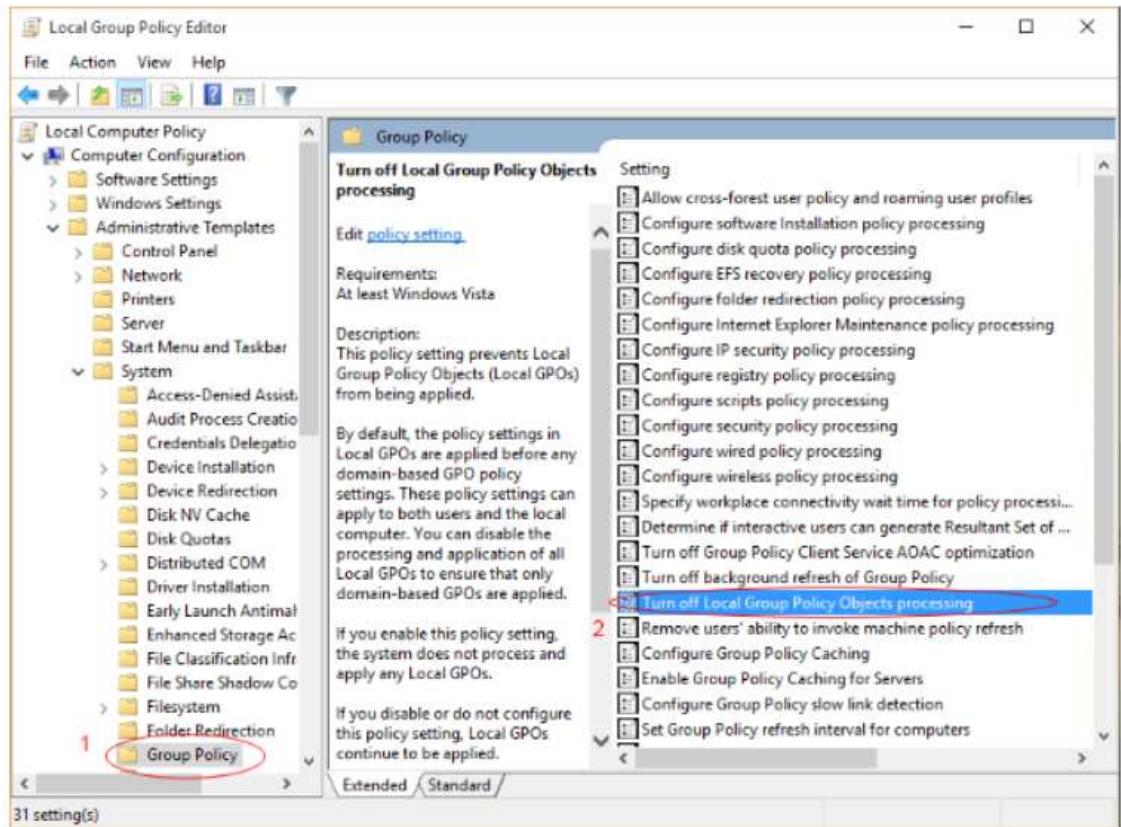 Local Group Policy Editor
File Action View Help
Local Computer Policy
Computer Configuration
Software Settings
Windows Settings
Administrative Templates
Control Panel
Network
Printers
Server
Start Menu and Taskbar
System
Access-Denied Assist
Audit Process Creatio
Credentials Delegatio
Device Installation
Device Redirection
Disk NV Cache
Disk Quotas
Distributed COM
Driver Installation
Early Launch Antimal
Enhanced Storage Ac
File Classification Infr
File Share Shadow Co
Filesystem
Folder Redirection
1
Group Policy
Group Policy
Turn off Local Group Policy Objects
processing
Edit policy setting
Requirements:
At least Windows Vista
Description:
This policy setting prevents Local
Group Policy Objects (Local GPOs)
from being applied.
By default, the policy settings in
Local GPOs are applied before any
domain-based GPO policy
settings. These policy settings can
apply to both users and the local
computer. You can disable the
processing and application of all
Local GPOs to ensure that only
domain-based GPOs are applied.
If you enable this policy setting,
the system does not process and
apply any Local GPOs.
If you disable or do not configure
this policy setting, Local GPOs
continue to be applied.
Setting
Allow cross-forest user policy and roaming user profiles
Configure software Installation policy processing
Configure disk quota policy processing
Configure EFS recovery policy processing
Configure folder redirection policy processing
Configure Internet Explorer Maintenance policy processing
Configure IP security policy processing
Configure registry policy processing
Configure scripts policy processing
Configure security policy processing
Configure wired policy processing
Configure wireless policy processing
Specify workplace connectivity wait time for policy processi...
Determine if interactive users can generate Resultant Set of ...
Turn off Group Policy Client Service AOAC optimization
Turn off background refresh of Group Policy
Turn off Local Group Policy Objects processing
2
Remove users' ability to invoke machine policy refresh
Configure Group Policy Caching
Enable Group Policy Caching for Servers
Configure Group Policy slow link detection
Set Group Policy refresh interval for computers
Extended Standard
31 setting(s)